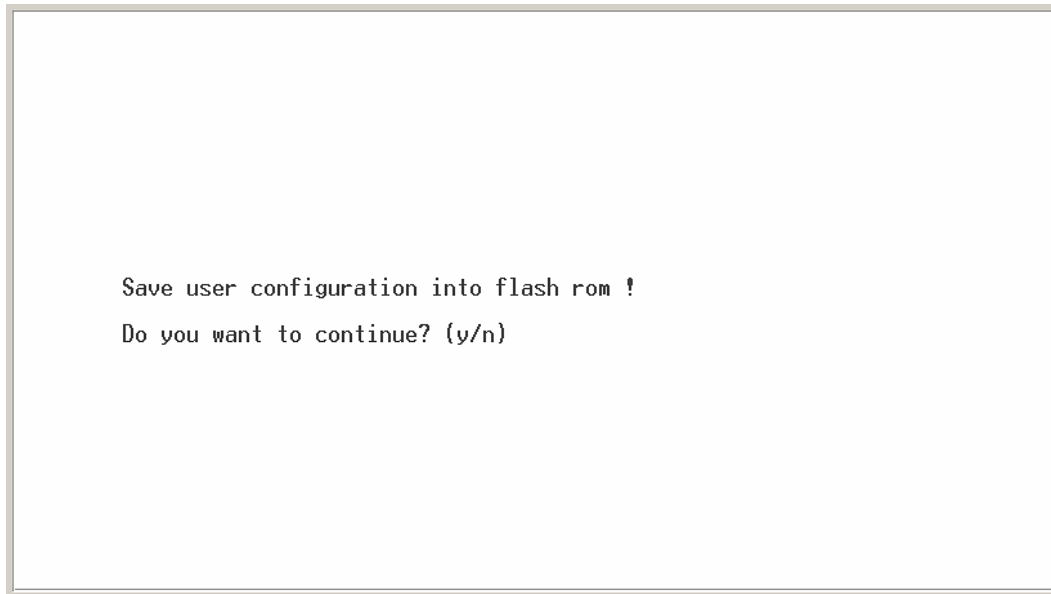 Save user configuration into flash rom !
Do you want to continue? (y/n)